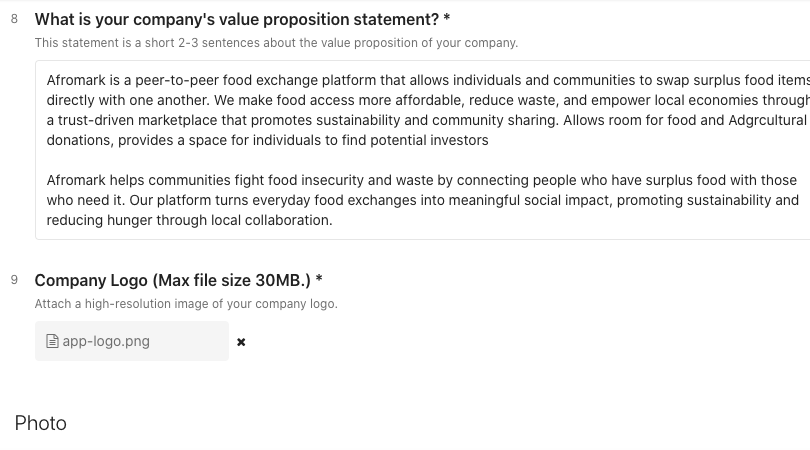 8 What is your company's value proposition statement? *
This statement is a short 2-3 sentences about the value proposition of your company.
Afromark is a peer-to-peer food exchange platform that allows individuals and communities to swap surplus food items
directly with one another. We make food access more affordable, reduce waste, and empower local economies through
a trust-driven marketplace that promotes sustainability and community sharing. Allows room for food and Adgrcultural
donations, provides a space for individuals to find potential investors
Afromark helps communities fight food insecurity and waste by connecting people who have surplus food with those
who need it. Our platform turns everyday food exchanges into meaningful social impact, promoting sustainability and
reducing hunger through local collaboration.
9 Company Logo (Max file size 30MB.) *
Attach a high-resolution image of your company logo.
app-logo.png
Photo